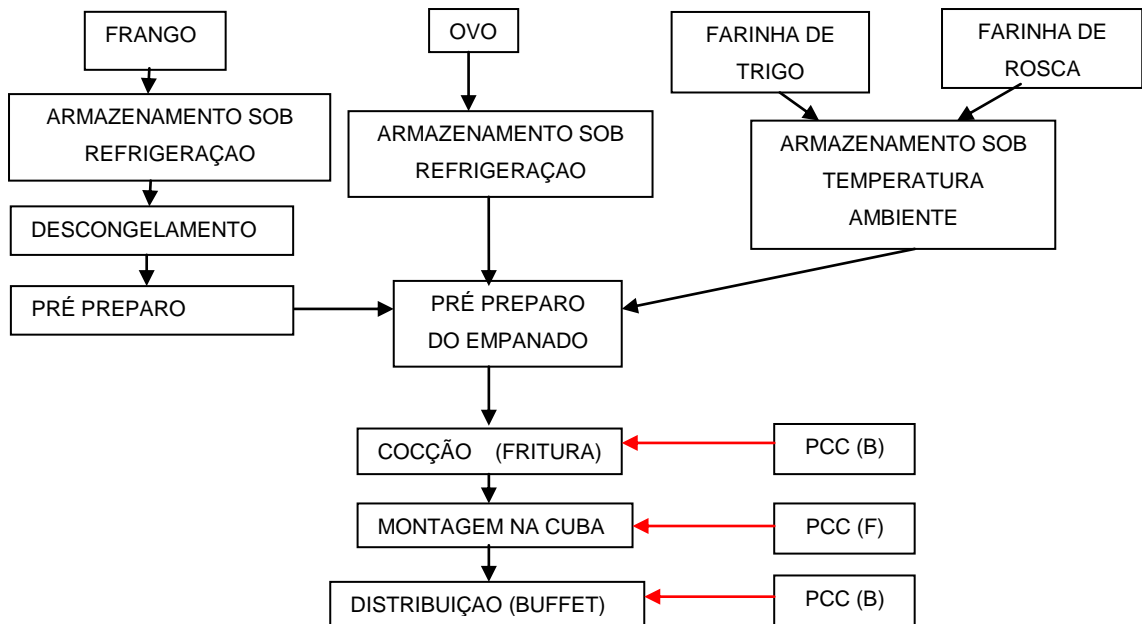 FRANGO
OVO
FARINHA DE
TRIGO
FARINHA DE
ROSCA
ARMAZENAMENTO SOB
REFRIGERAÇAO
ARMAZENAMENTO SOB
REFRIGERAÇAO
ARMAZENAMENTO SOB
TEMPERATURA
AMBIENTE
DESCONGELAMENTO
PRÉ PREPARO
PRÉ PREPARO
DO EMPANADO
COCÇÃO (FRITURA)
PCC (B)
MONTAGEM NA CUBA
PCC (F)
DISTRIBUIÇAO (BUFFET)
PCC (B)